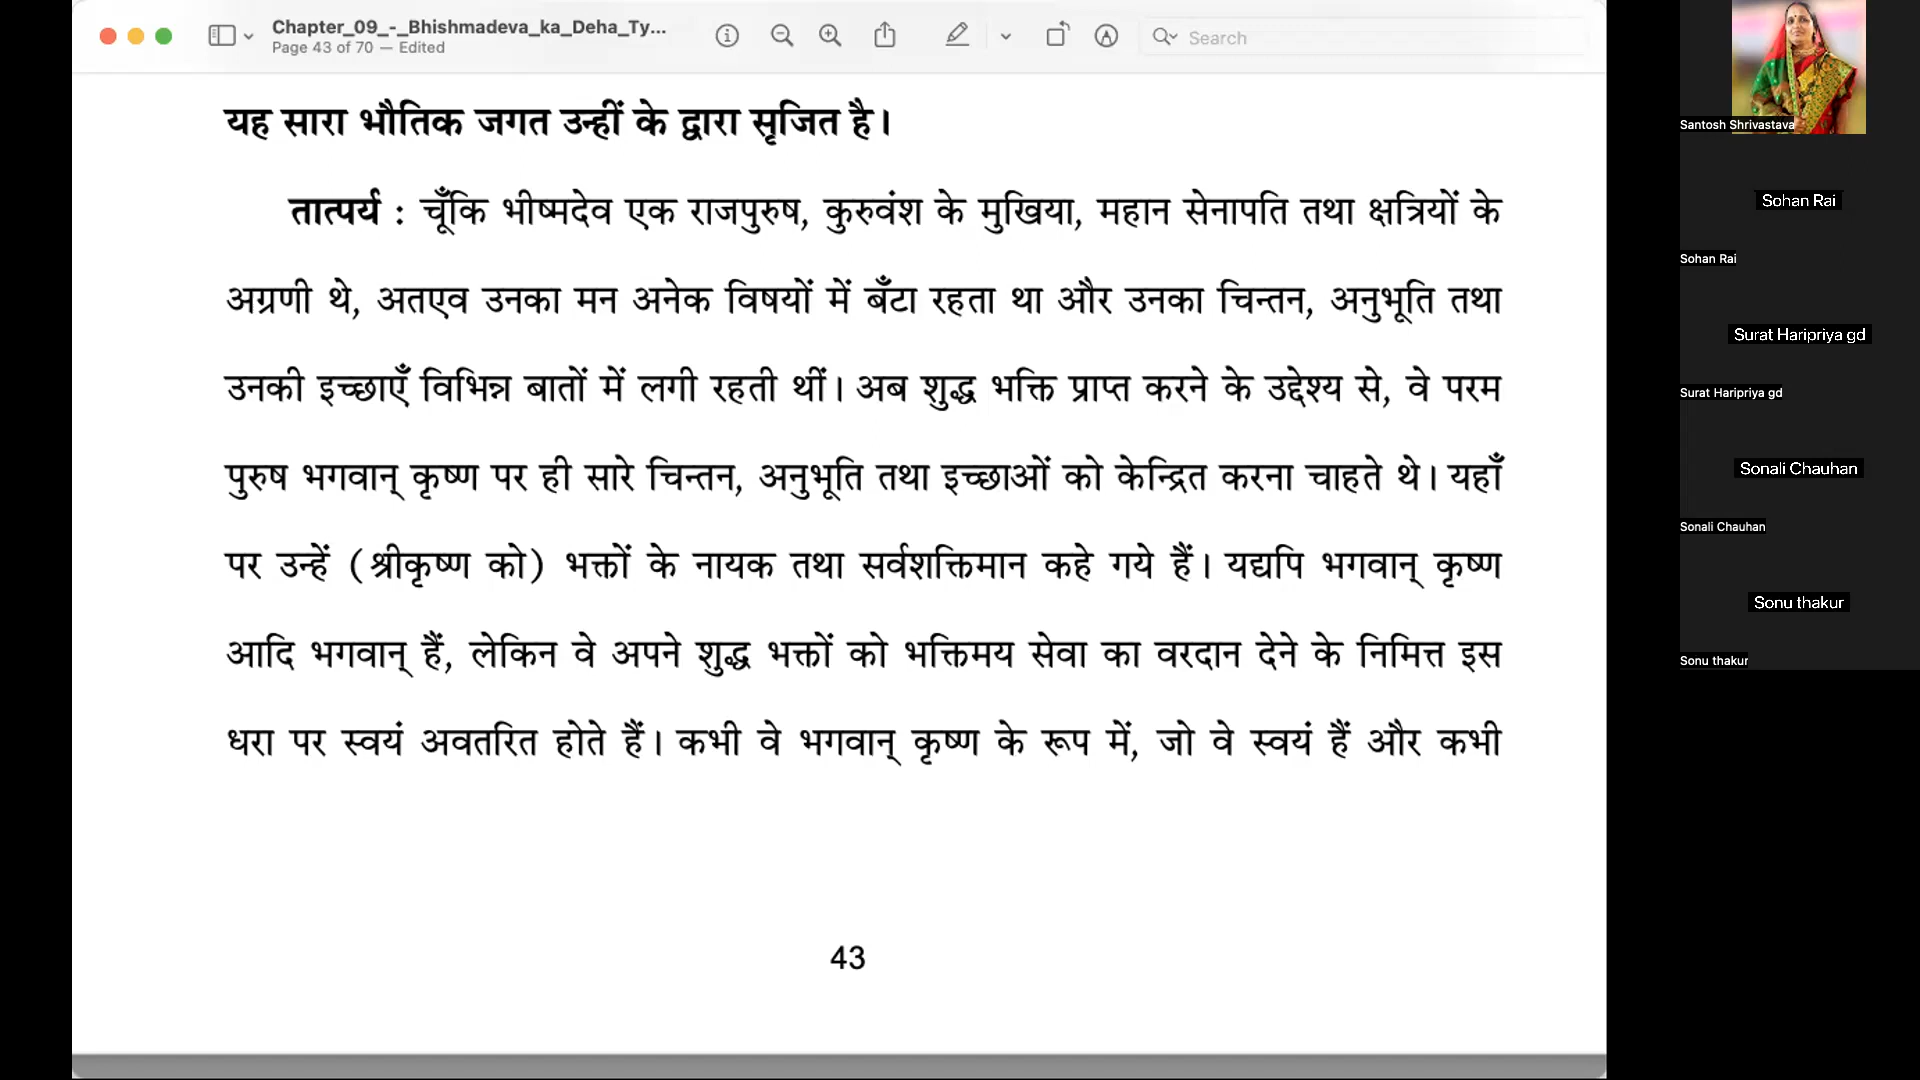 Chapter_09_-_Bhishmadeva_ka_Deha_Ty...
Page 43 of 70 — Edited
Search
यह सारा भौतिक जगत उन्हीं के द्वारा सृजित है।
तात्पर्य : चूँकि भीष्मदेव एक राजपुरुष, कुरुवंश के मुखिया, महान सेनापति तथा क्षत्रियों के
अग्रणी थे, अतएव उनका मन अनेक विषयों में बँटा रहता था और उनका चिन्तन, अनुभूति तथा
उनकी इच्छाएँ विभिन्न बातों में लगी रहती थीं। अब शुद्ध भक्ति प्राप्त करने के उद्देश्य से, वे परम
पुरुष भगवान् कृष्ण पर ही सारे चिन्तन, अनुभूति तथा इच्छाओं को केन्द्रित करना चाहते थे। यहाँ
पर उन्हें (श्रीकृष्ण को) भक्तों के नायक तथा सर्वशक्तिमान कहे गये हैं। यद्यपि भगवान् कृष्ण
आदि भगवान् हैं, लेकिन वे अपने शुद्ध भक्तों को भक्तिमय सेवा का वरदान देने के निमित्त इस
धरा पर स्वयं अवतरित होते हैं। कभी वे भगवान् कृष्ण के रूप में, जो वे स्वयं हैं और कभी
43
Santosh Shrivastava
Sohan Rai
Sohan Rai
Surat Haripriya gd
Surat Haripriya gd
Sonali Chauhan
Sonali Chauhan
Sonu thakur
Sonu thakur